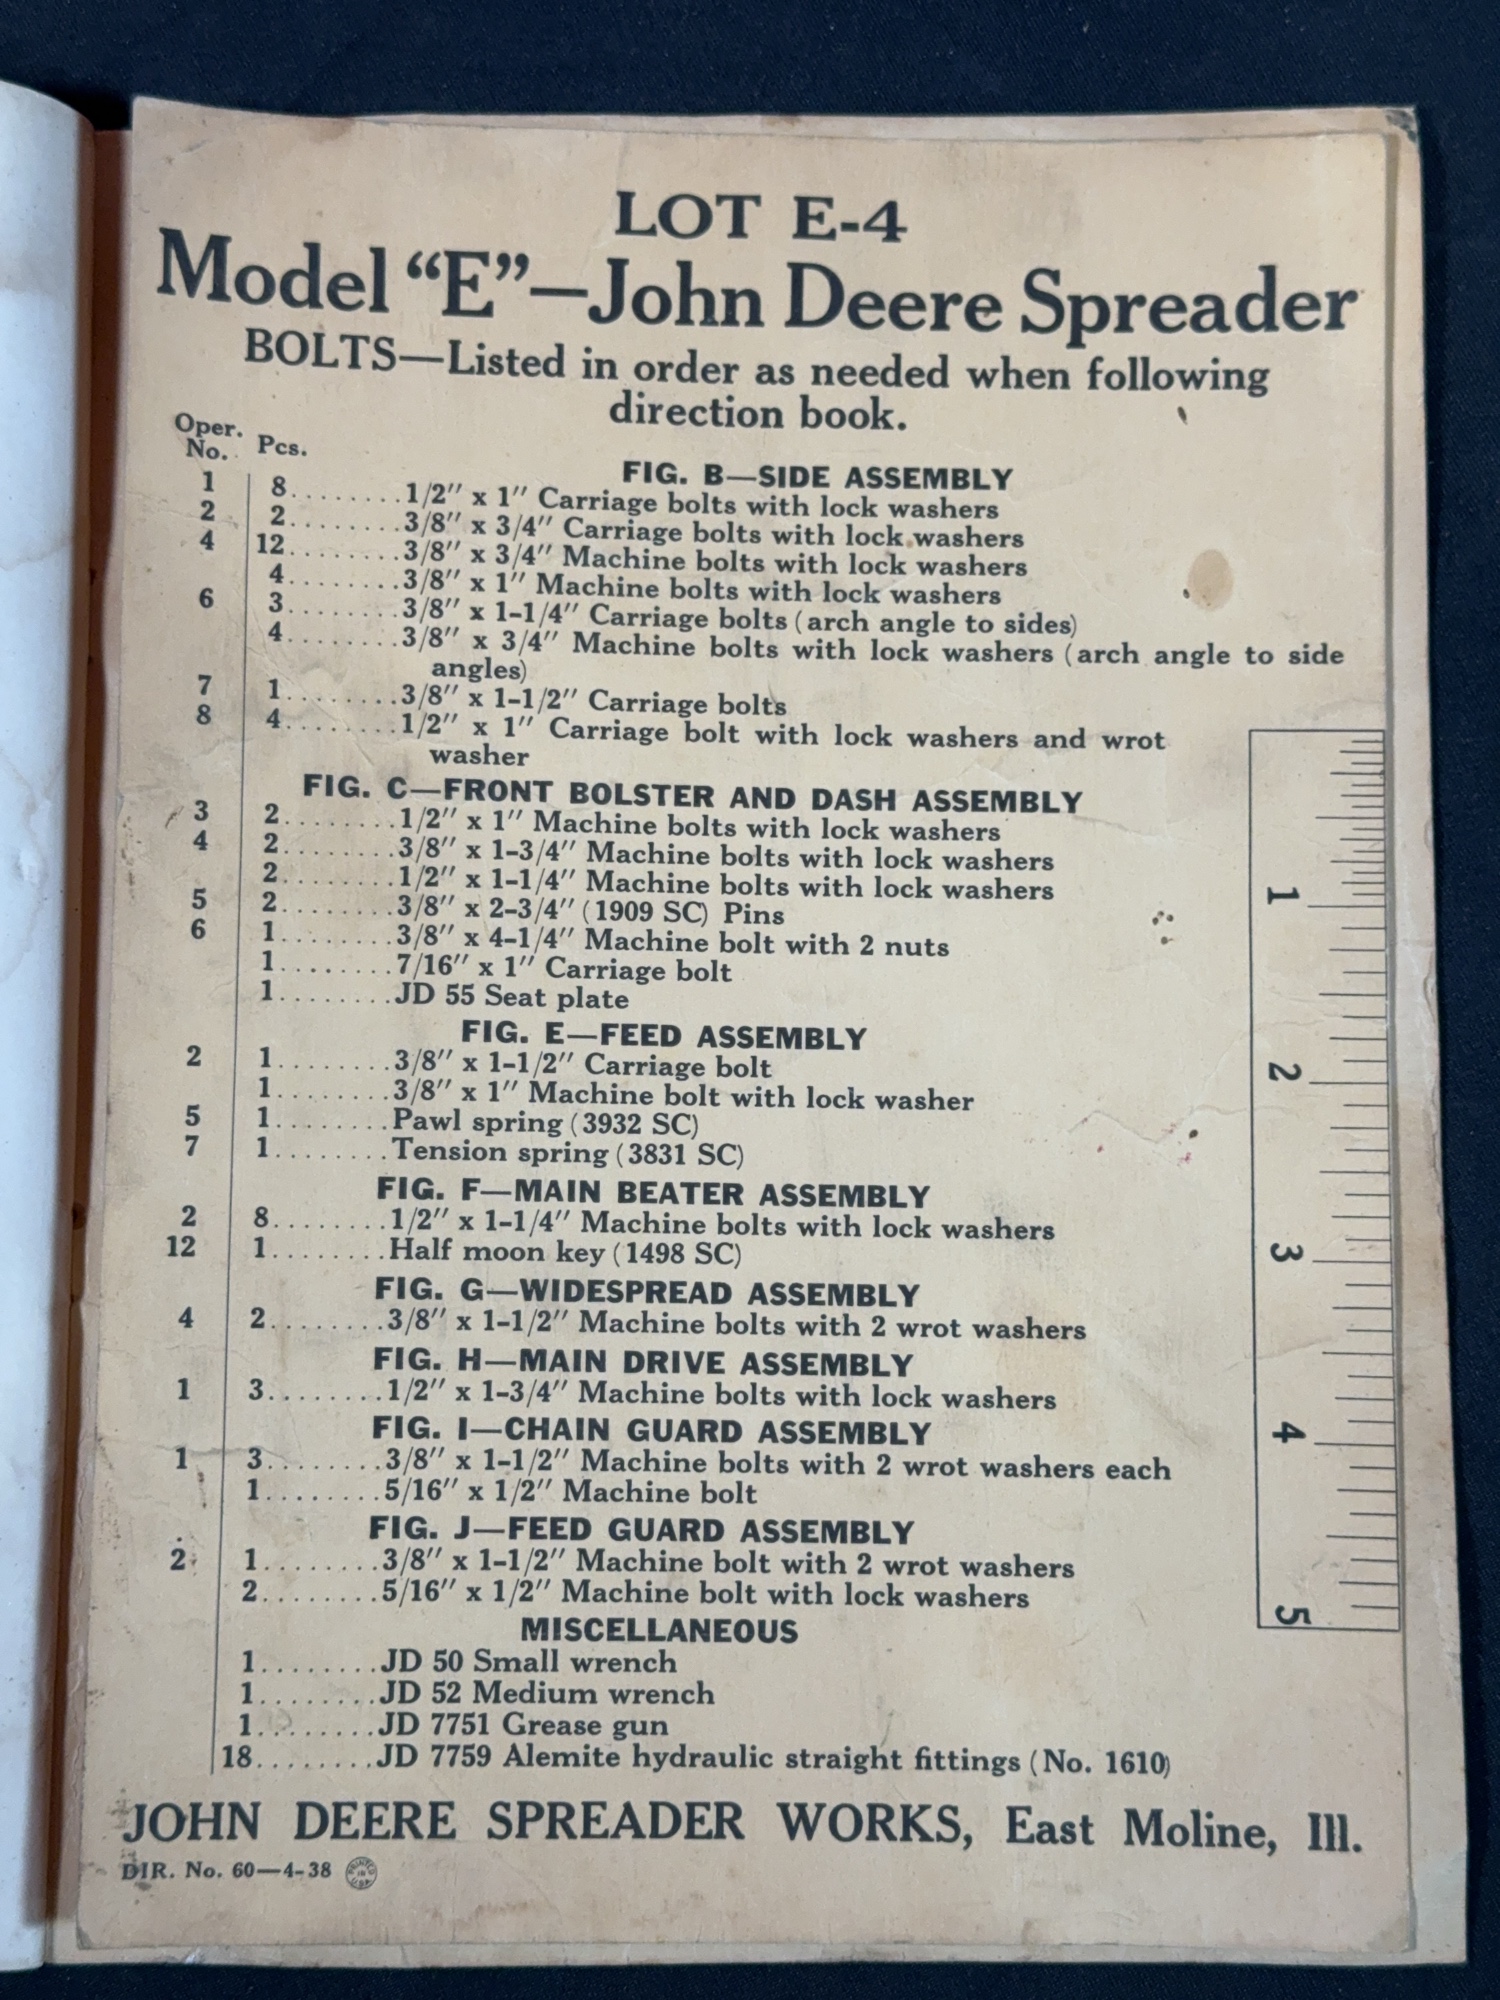 LOT E-4
Model “E”—John Deere Spreader
BOLTS—Listed in order as needed when following
direction book.
Oper.
No. Pcs.
FIG. B—SIDE ASSEMBLY
1 8........1/2″ x 1″ Carriage bolts with lock washers
2 2........3/8″ x 3/4″ Carriage bolts with lock washers
4 12........3/8″ x 3/4″ Machine bolts with lock washers
4........3/8″ x 1″ Machine bolts with lock washers
6 3........3/8″ x 1-1/4″ Carriage bolts (arch angle to sides)
4........3/8″ x 3/4″ Machine bolts with lock washers (arch angle to side
angles)
7 1........3/8″ x 1-1/2″ Carriage bolts
8 4........1/2″ x 1″ Carriage bolt with lock washers and wrot
washer
FIG. C—FRONT BOLSTER AND DASH ASSEMBLY
3 2........1/2″ x 1″ Machine bolts with lock washers
4 2........3/8″ x 1-3/4″ Machine bolts with lock washers
2........1/2″ x 1-1/4″ Machine bolts with lock washers
5 2........3/8″ x 2-3/4″ (1909 SC) Pins
6 1........3/8″ x 4-1/4″ Machine bolt with 2 nuts
1........7/16″ x 1″ Carriage bolt
1........JD 55 Seat plate
FIG. E—FEED ASSEMBLY
2 1........3/8″ x 1-1/2″ Carriage bolt
1........3/8″ x 1″ Machine bolt with lock washer
5 1........Pawl spring (3932 SC)
7 1........Tension spring (3831 SC)
FIG. F—MAIN BEATER ASSEMBLY
2 8........1/2″ x 1-1/4″ Machine bolts with lock washers
12 1........Half moon key (1498 SC)
FIG. G—WIDESPREAD ASSEMBLY
4 2........3/8″ x 1-1/2″ Machine bolts with 2 wrot washers
FIG. H—MAIN DRIVE ASSEMBLY
1 3........1/2″ x 1-3/4″ Machine bolts with lock washers
FIG. I—CHAIN GUARD ASSEMBLY
1 3........3/8″ x 1-1/2″ Machine bolts with 2 wrot washers each
1........5/16″ x 1/2″ Machine bolt
FIG. J—FEED GUARD ASSEMBLY
2 1........3/8″ x 1-1/2″ Machine bolt with 2 wrot washers
2........5/16″ x 1/2″ Machine bolt with lock washers
MISCELLANEOUS
1........JD 50 Small wrench
1........JD 52 Medium wrench
1........JD 7751 Grease gun
18........JD 7759 Alemite hydraulic straight fittings (No. 1610)
1
2
3
4
5
JOHN DEERE SPREADER WORKS, East Moline, Ill.
DIR. No. 60—4-38 PRINTED IN USA